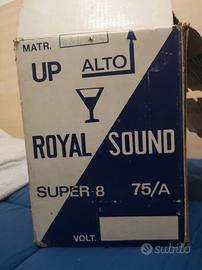 MATR.
UP ALTO
ROYAL SOUND
SUPER-8 75/A
VOLT.
subito